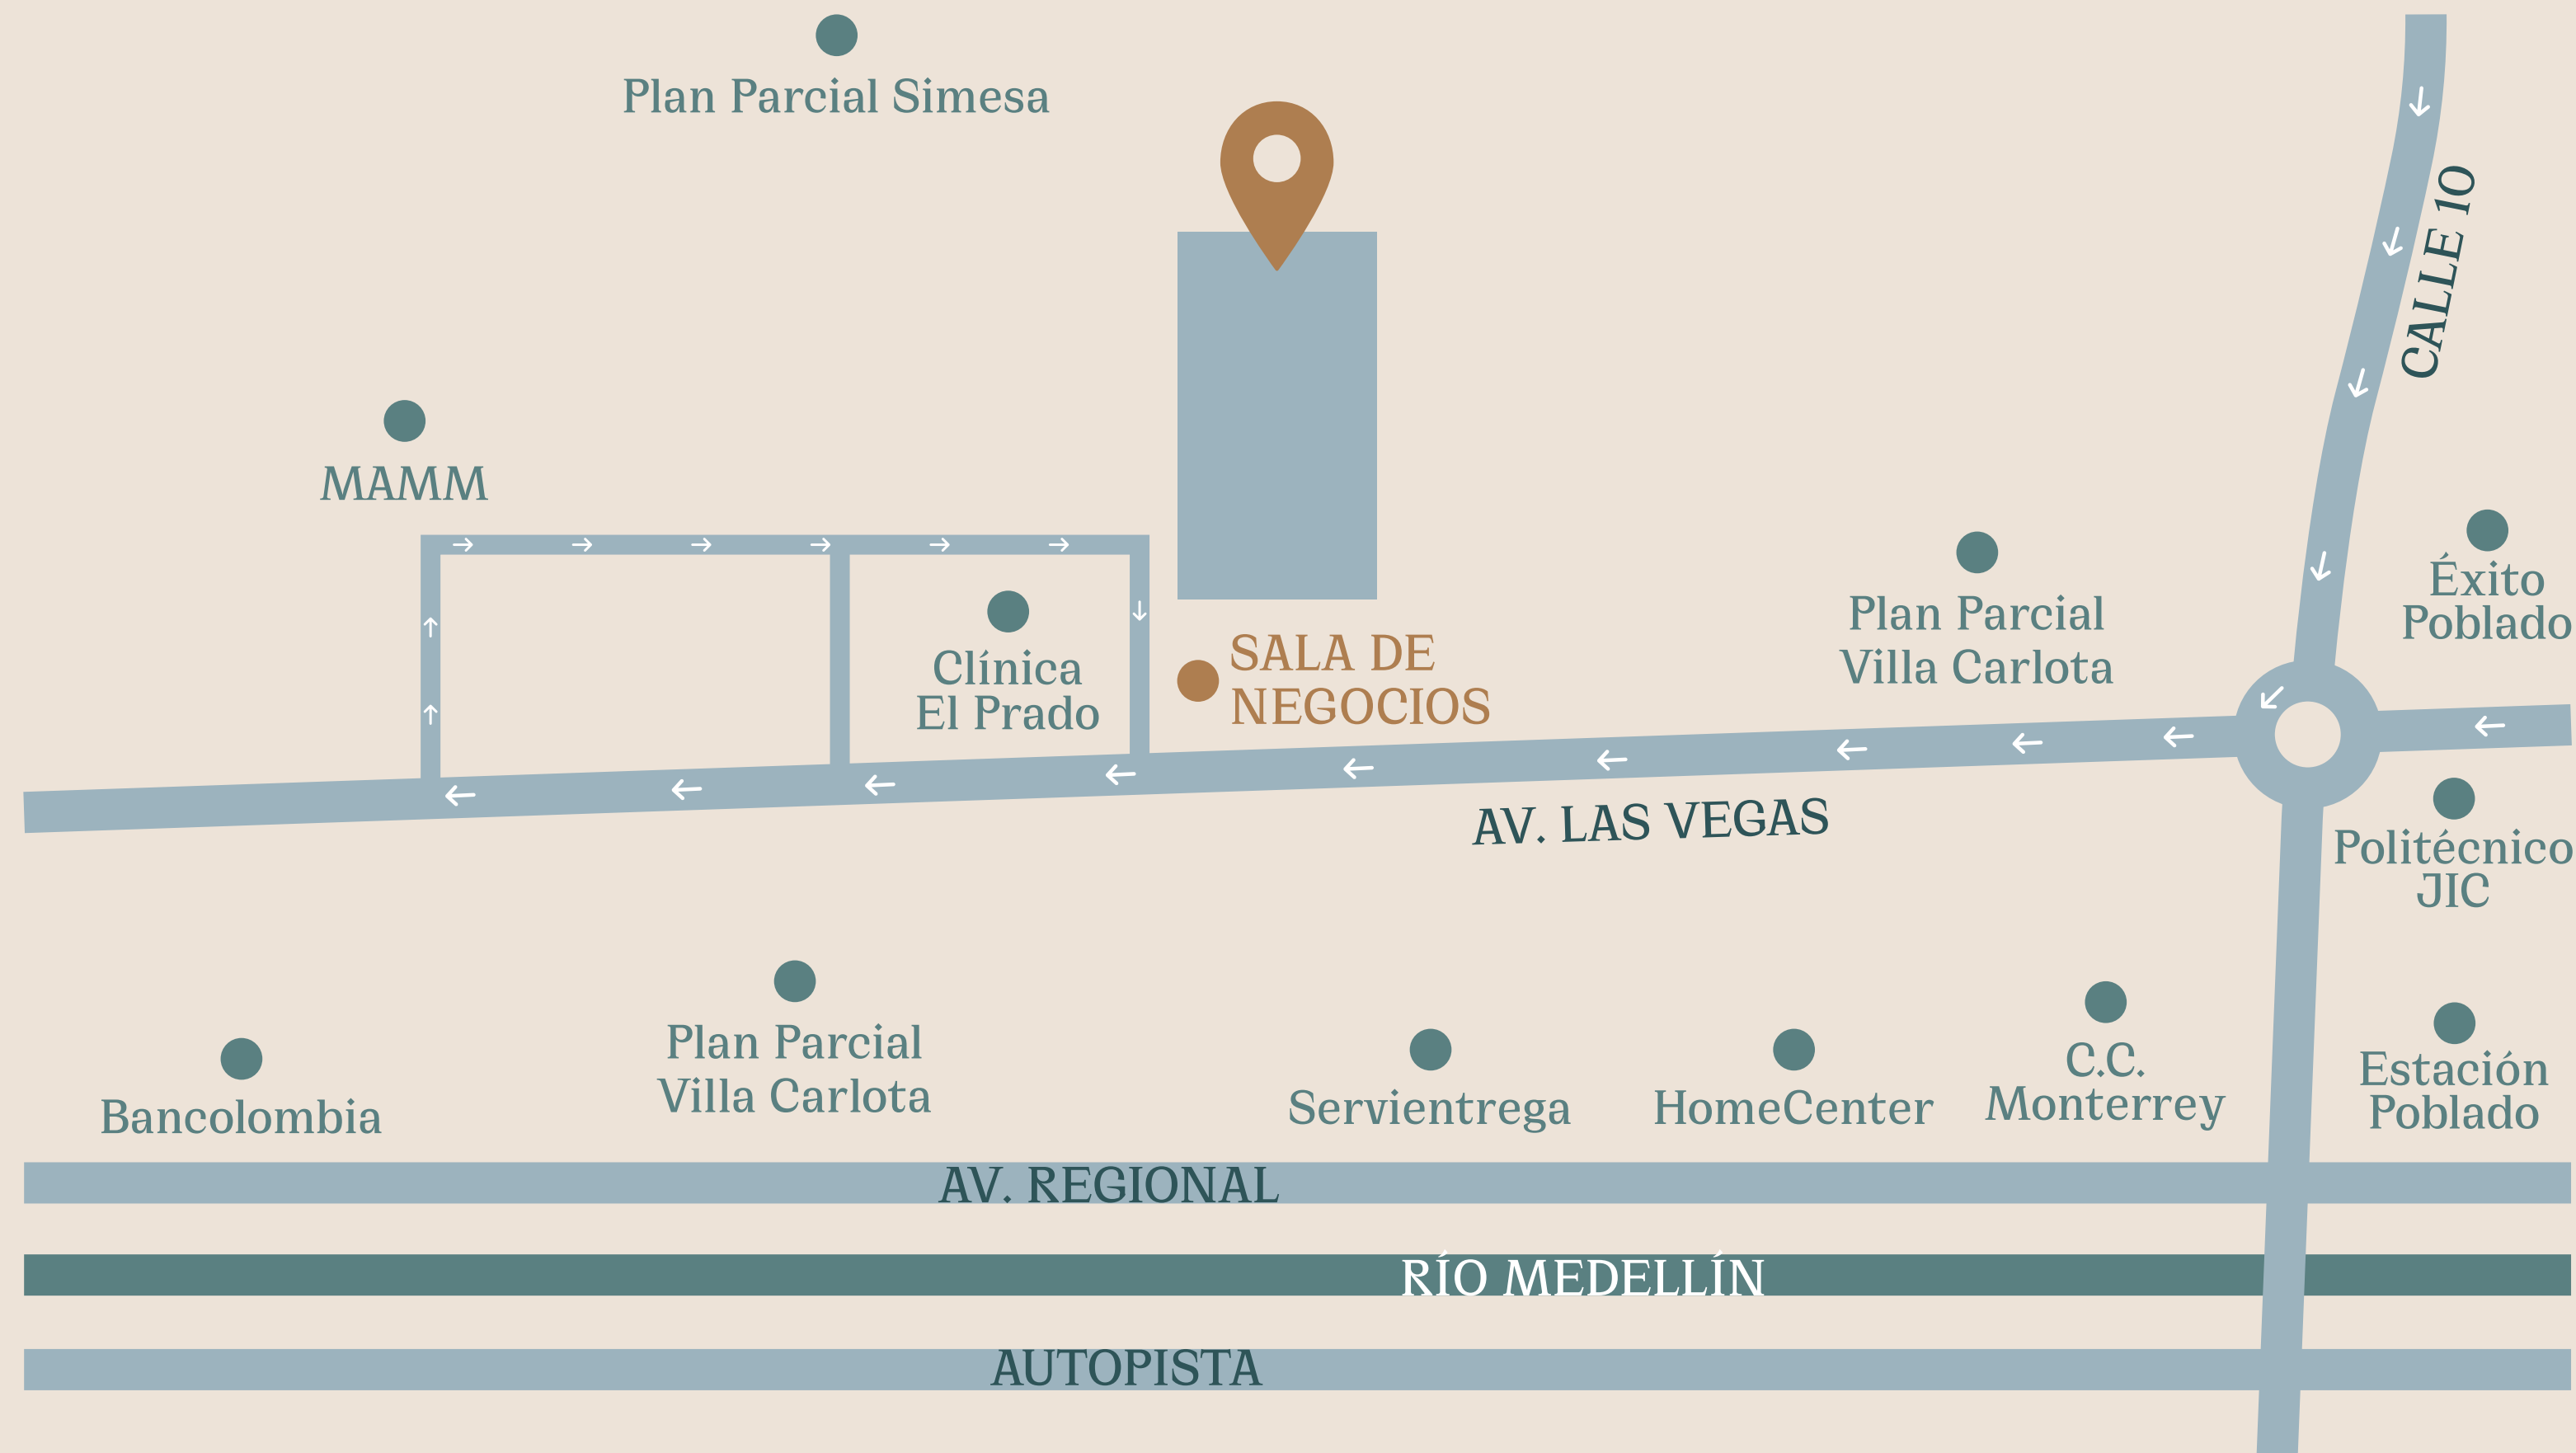 Plan Parcial Simesa
CALLE 10
MAMM
Éxito
Poblado
Plan Parcial
Villa Carlota
Clínica
El Prado
SALA DE
NEGOCIOS
AV. LAS VEGAS
Politécnico
JIC
Plan Parcial
Villa Carlota
Bancolombia
Servientrega
HomeCenter
C.C.
Monterrey
Estación
Poblado
AV. REGIONAL
RÍO MEDELLÍN
AUTOPISTA